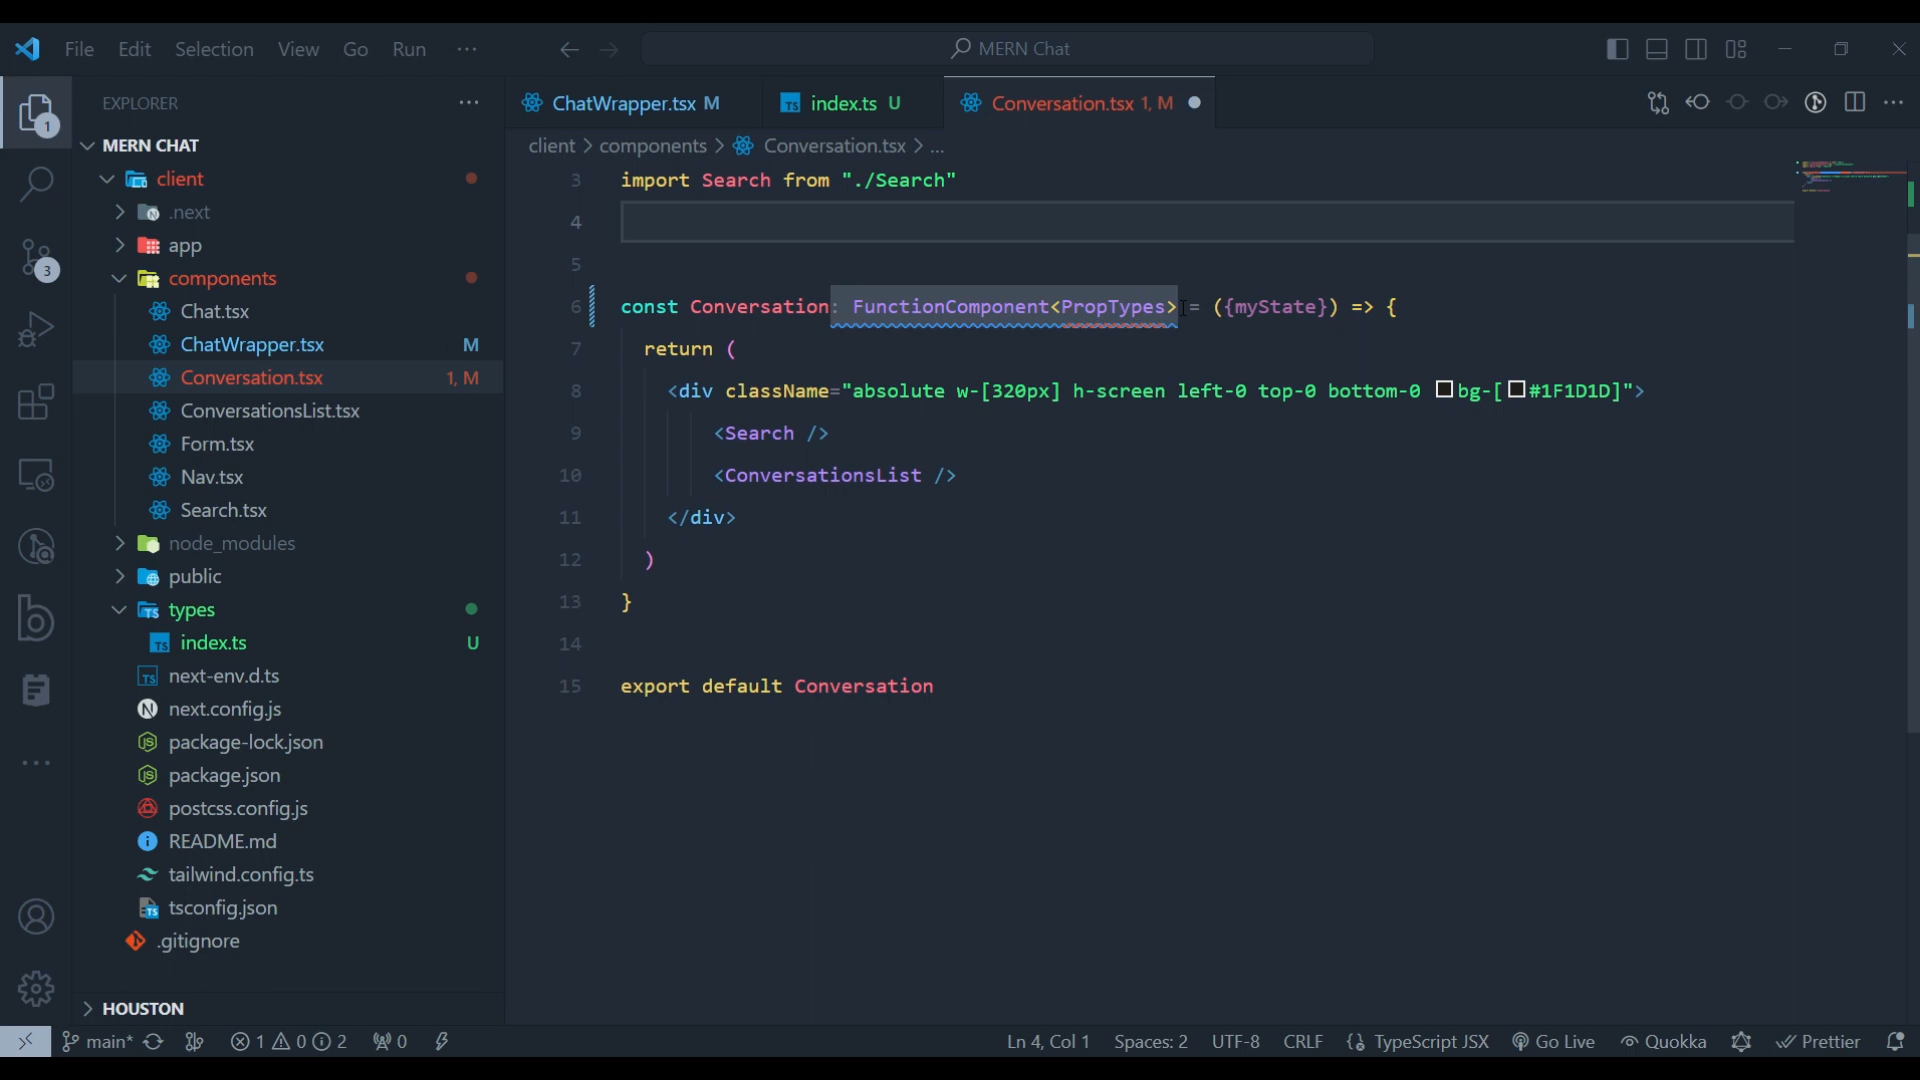 File Edit Selection View Go Run ···
MERN Chat
EXPLORER
ChatWrapper.tsx M
index.ts U
Conversation.tsx 1, M
client > components > Conversation.tsx > ...
1
3
MERN CHAT
client
.next
app
components
Chat.tsx
ChatWrapper.tsx M
Conversation.tsx 1, M
ConversationsList.tsx
Form.tsx
Nav.tsx
Search.tsx
node_modules
public
types
index.ts U
next-env.d.ts
next.config.js
package-lock.json
package.json
postcss.config.js
README.md
tailwind.config.ts
tsconfig.json
.gitignore
HOUSTON
3 import Search from "./Search"
4
5
6 const Conversation: FunctionComponent<PropTypes> = ({myState}) => {
7 return (
8 <div className="absolute w-[320px] h-screen left-0 top-0 bottom-0 bg-[#1F1D1D]">
9 <Search />
10 <ConversationsList />
11 </div>
12 )
13 }
14
15 export default Conversation
main* 1 0 2 0 Ln 4, Col 1 Spaces: 2 UTF-8 CRLF TypeScript JSX Go Live Quokka Prettier